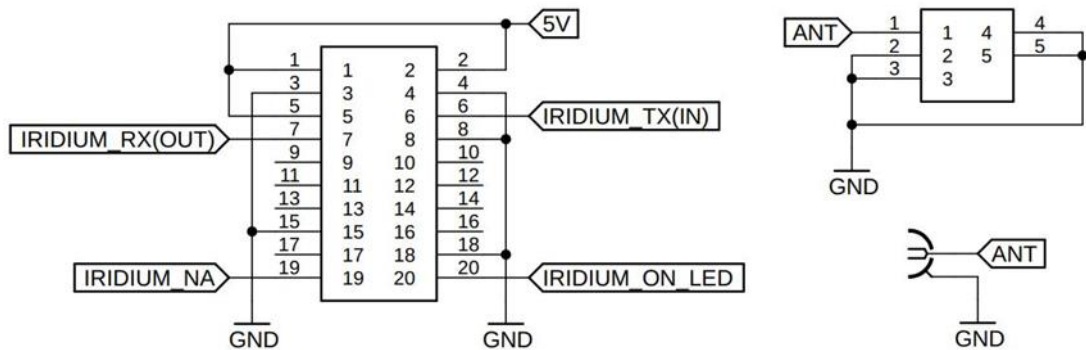 5V
1 1 2 2
3 3 4 4
5 5 6 6 IRIDIUM_TX(IN)
IRIDIUM_RX(OUT) 7 7 8 8
9 9 10 10
11 11 12 12
13 13 14 14
15 15 16 16
17 17 18 18
IRIDIUM_NA 19 19 20 20 IRIDIUM_ON_LED
GND GND
ANT 1 1 4 4
2 2 5 5
3 3
GND
ANT
GND